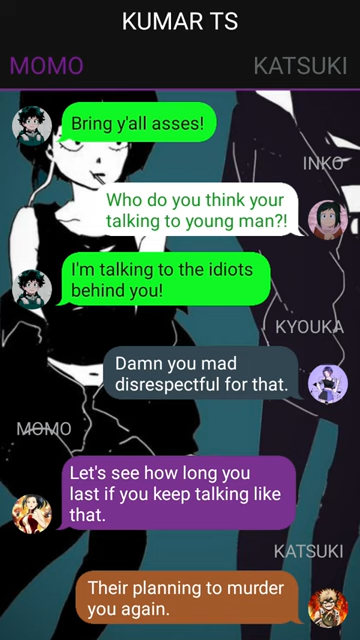 KUMAR TS
MOMO
KATSUKI
Bring y'all asses!
INKO
Who do you think your
talking to young man?!
I'm talking to the idiots
behind you!
KYOUKA
Damn you mad
disrespectful for that.
MOMO
Let's see how long you
last if you keep talking like
that.
KATSUKI
Their planning to murder
you again.